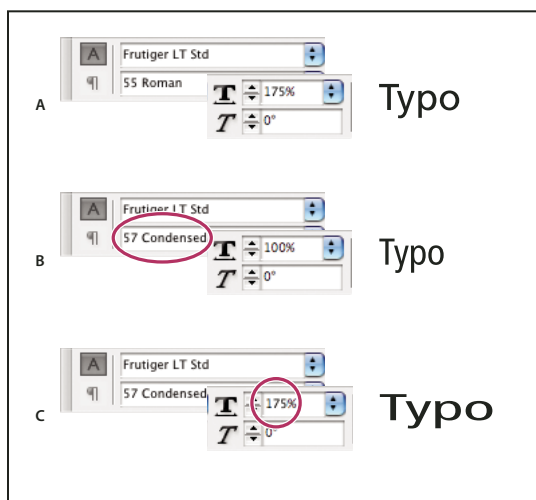 Frutiger LT Std
55 Roman
175%
0°
A
Typo
Frutiger LT Std
57 Condensed
100%
0°
B
Typo
Frutiger LT Std
57 Condensed
175%
0°
C
Typo